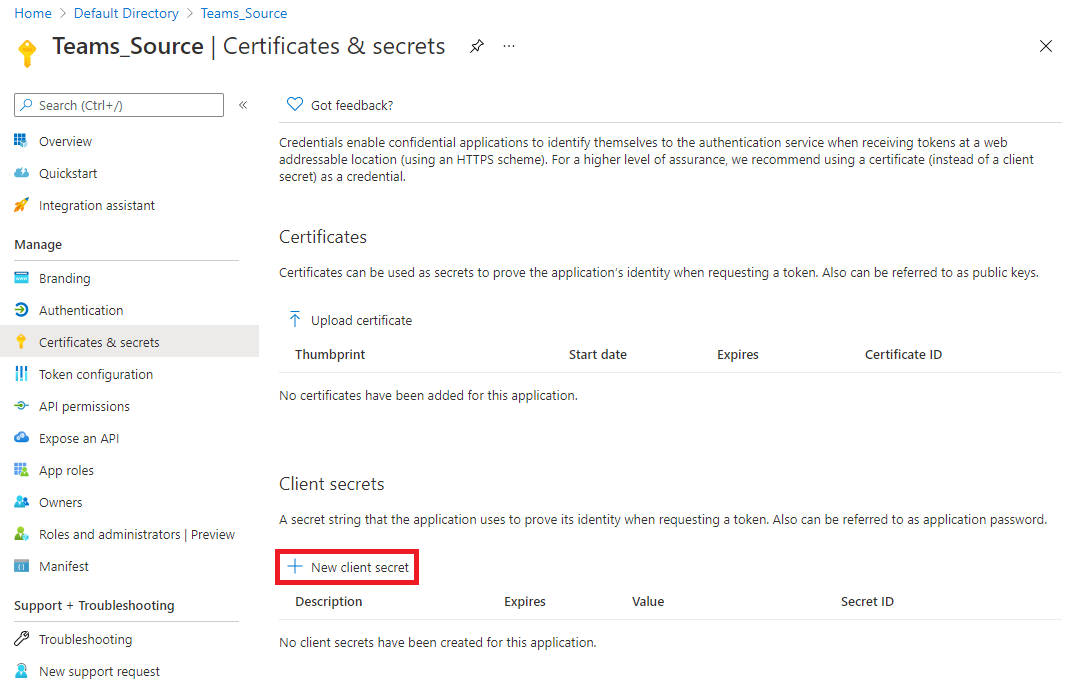 Home > Default Directory > Teams_Source
Teams_Source | Certificates & secrets
Search (Ctrl+/)
Overview
Quickstart
Integration assistant
Manage
Branding
Authentication
Certificates & secrets
Token configuration
API permissions
Expose an API
App roles
Owners
Roles and administrators | Preview
Manifest
Support + Troubleshooting
Troubleshooting
New support request
Got feedback?
Credentials enable confidential applications to identify themselves to the authentication service when receiving tokens at a web
addressable location (using an HTTPS scheme). For a higher level of assurance, we recommend using a certificate (instead of a client
secret) as a credential.
Certificates
Certificates can be used as secrets to prove the application's identity when requesting a token. Also can be referred to as public keys.
Upload certificate
Thumbprint Start date Expires Certificate ID
No certificates have been added for this application.
Client secrets
A secret string that the application uses to prove its identity when requesting a token. Also can be referred to as application password.
New client secret
Description Expires Value Secret ID
No client secrets have been created for this application.